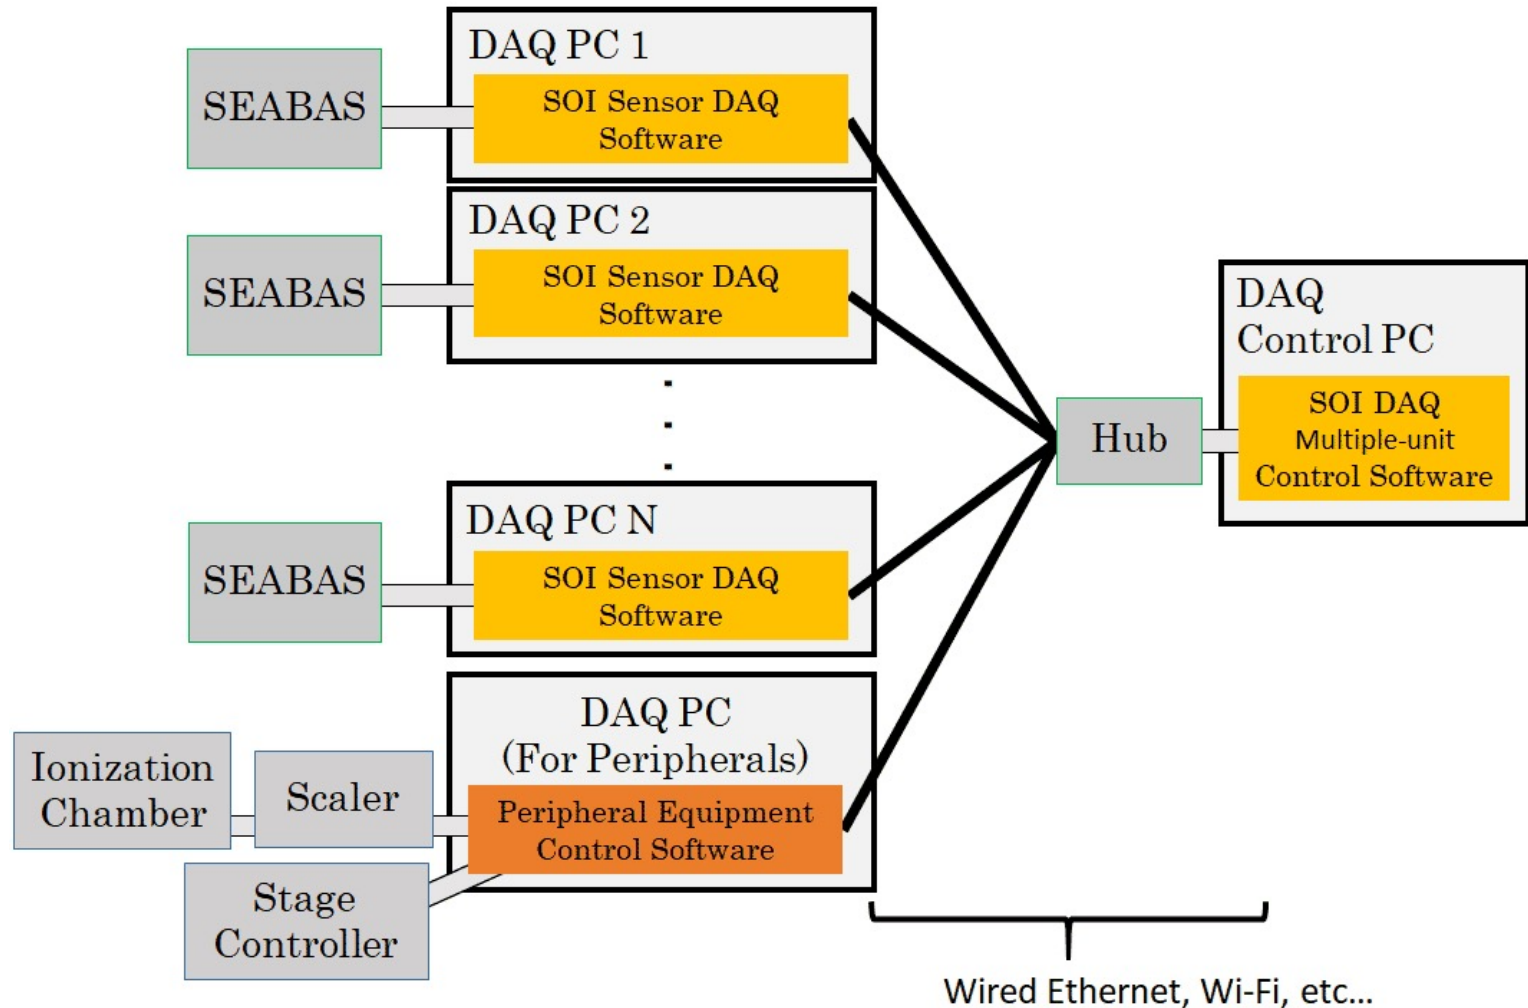 DAQ PC 1
SEABAS
SOI Sensor DAQ
Software
DAQ PC 2
SEABAS
SOI Sensor DAQ
Software
DAQ
Control PC
SOI DAQ
Multiple-unit
Control Software
Hub
DAQ PC N
SEABAS
SOI Sensor DAQ
Software
DAQ PC
(For Peripherals)
Peripheral Equipment
Control Software
Ionization
Chamber
Scaler
Stage
Controller
Wired Ethernet, Wi-Fi, etc...